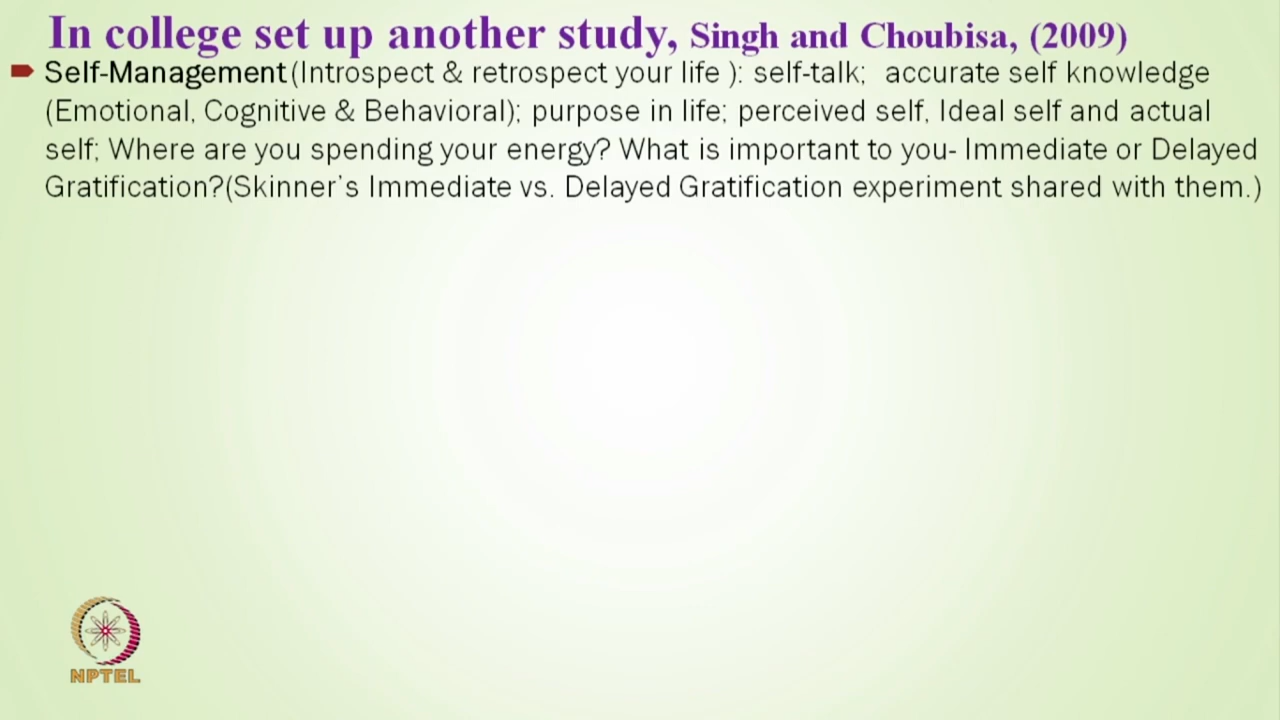 In college set up another study, Singh and Choubisa, (2009)
Self-Management (Introspect & retrospect your life ): self-talk; accurate self knowledge
(Emotional, Cognitive & Behavioral); purpose in life; perceived self, Ideal self and actual
self; Where are you spending your energy? What is important to you- Immediate or Delayed
Gratification?(Skinner's Immediate vs. Delayed Gratification experiment shared with them.)
NPTEL